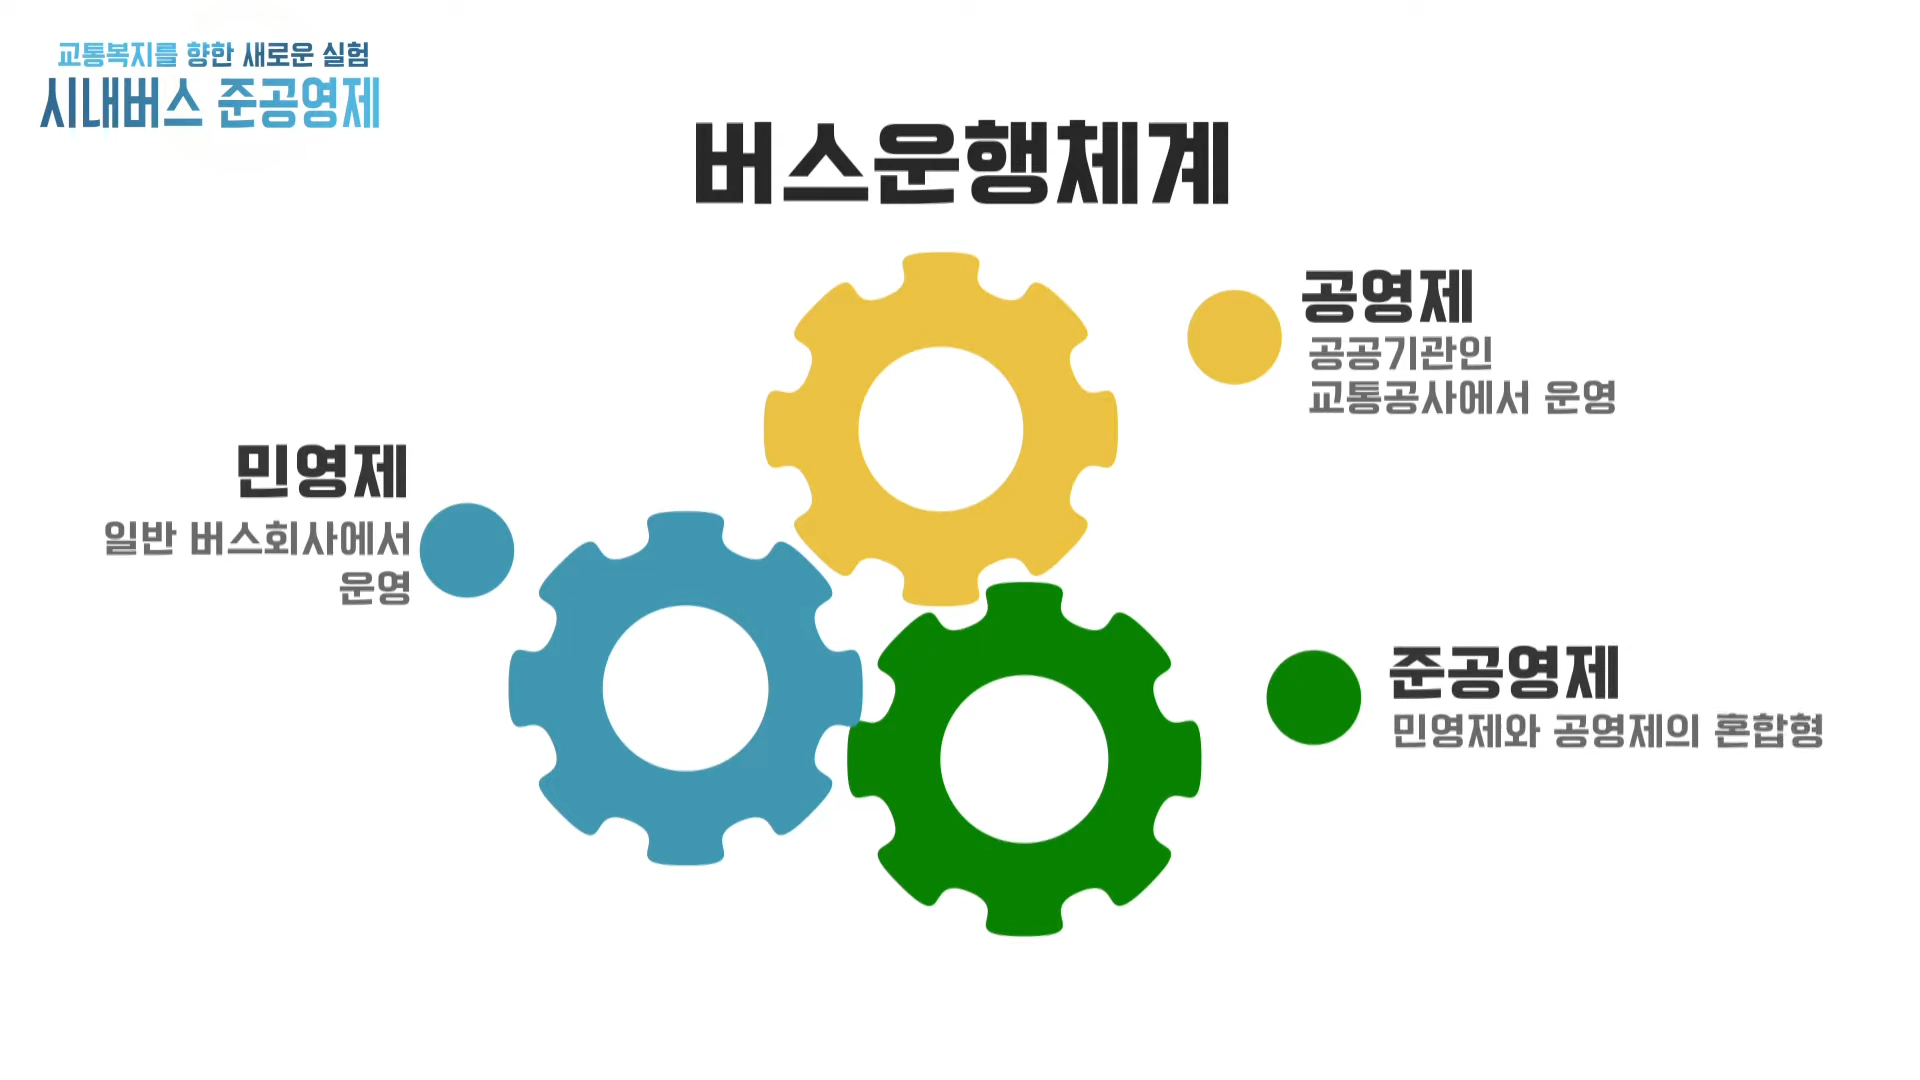 교통복지를 향한 새로운 실험
시내버스 준공영제
버스운행체계
공영제
공공기관인
교통공사에서 운영
민영제
일반 버스회사에서
운영
준공영제
민영제와 공영제의 혼합형